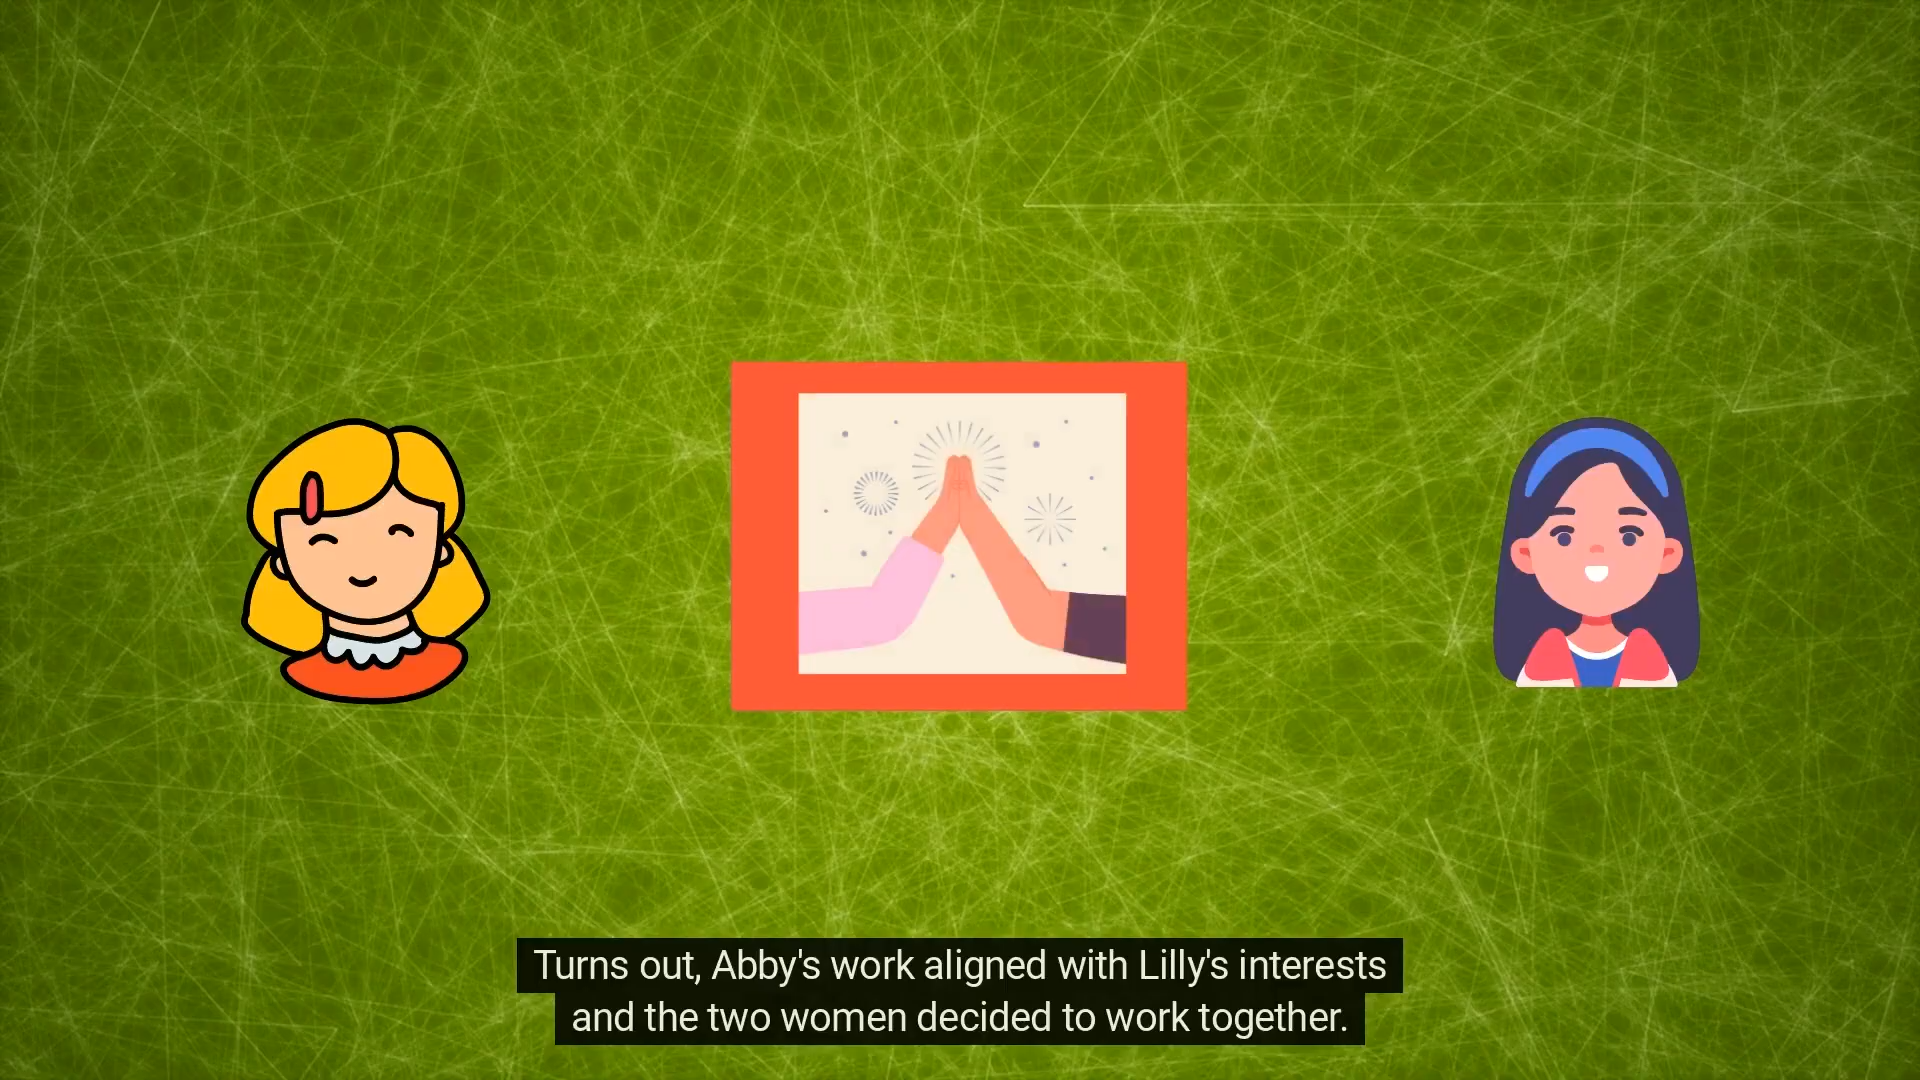 Turns out, Abby's work aligned with Lilly's interests
and the two women decided to work together.